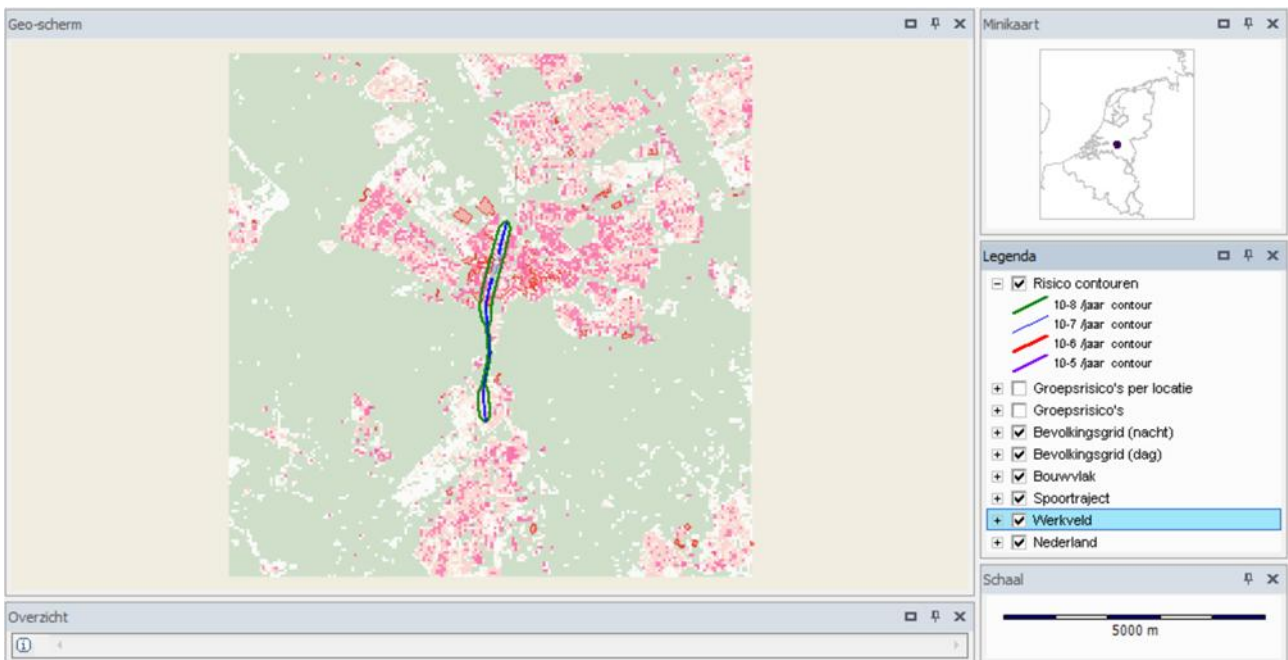 Geo-scherm
Minikaart
Legenda
Risico contouren
10-8 /jaar contour
10-7 /jaar contour
10-6 /jaar contour
10-5 /jaar contour
Groepsrisico's per locatie
Groepsrisico's
Bevolkingsgrid (nacht)
Bevolkingsgrid (dag)
Bouwvlak
Spoortraject
Werkveld
Nederland
Schaal
5000 m
Overzicht